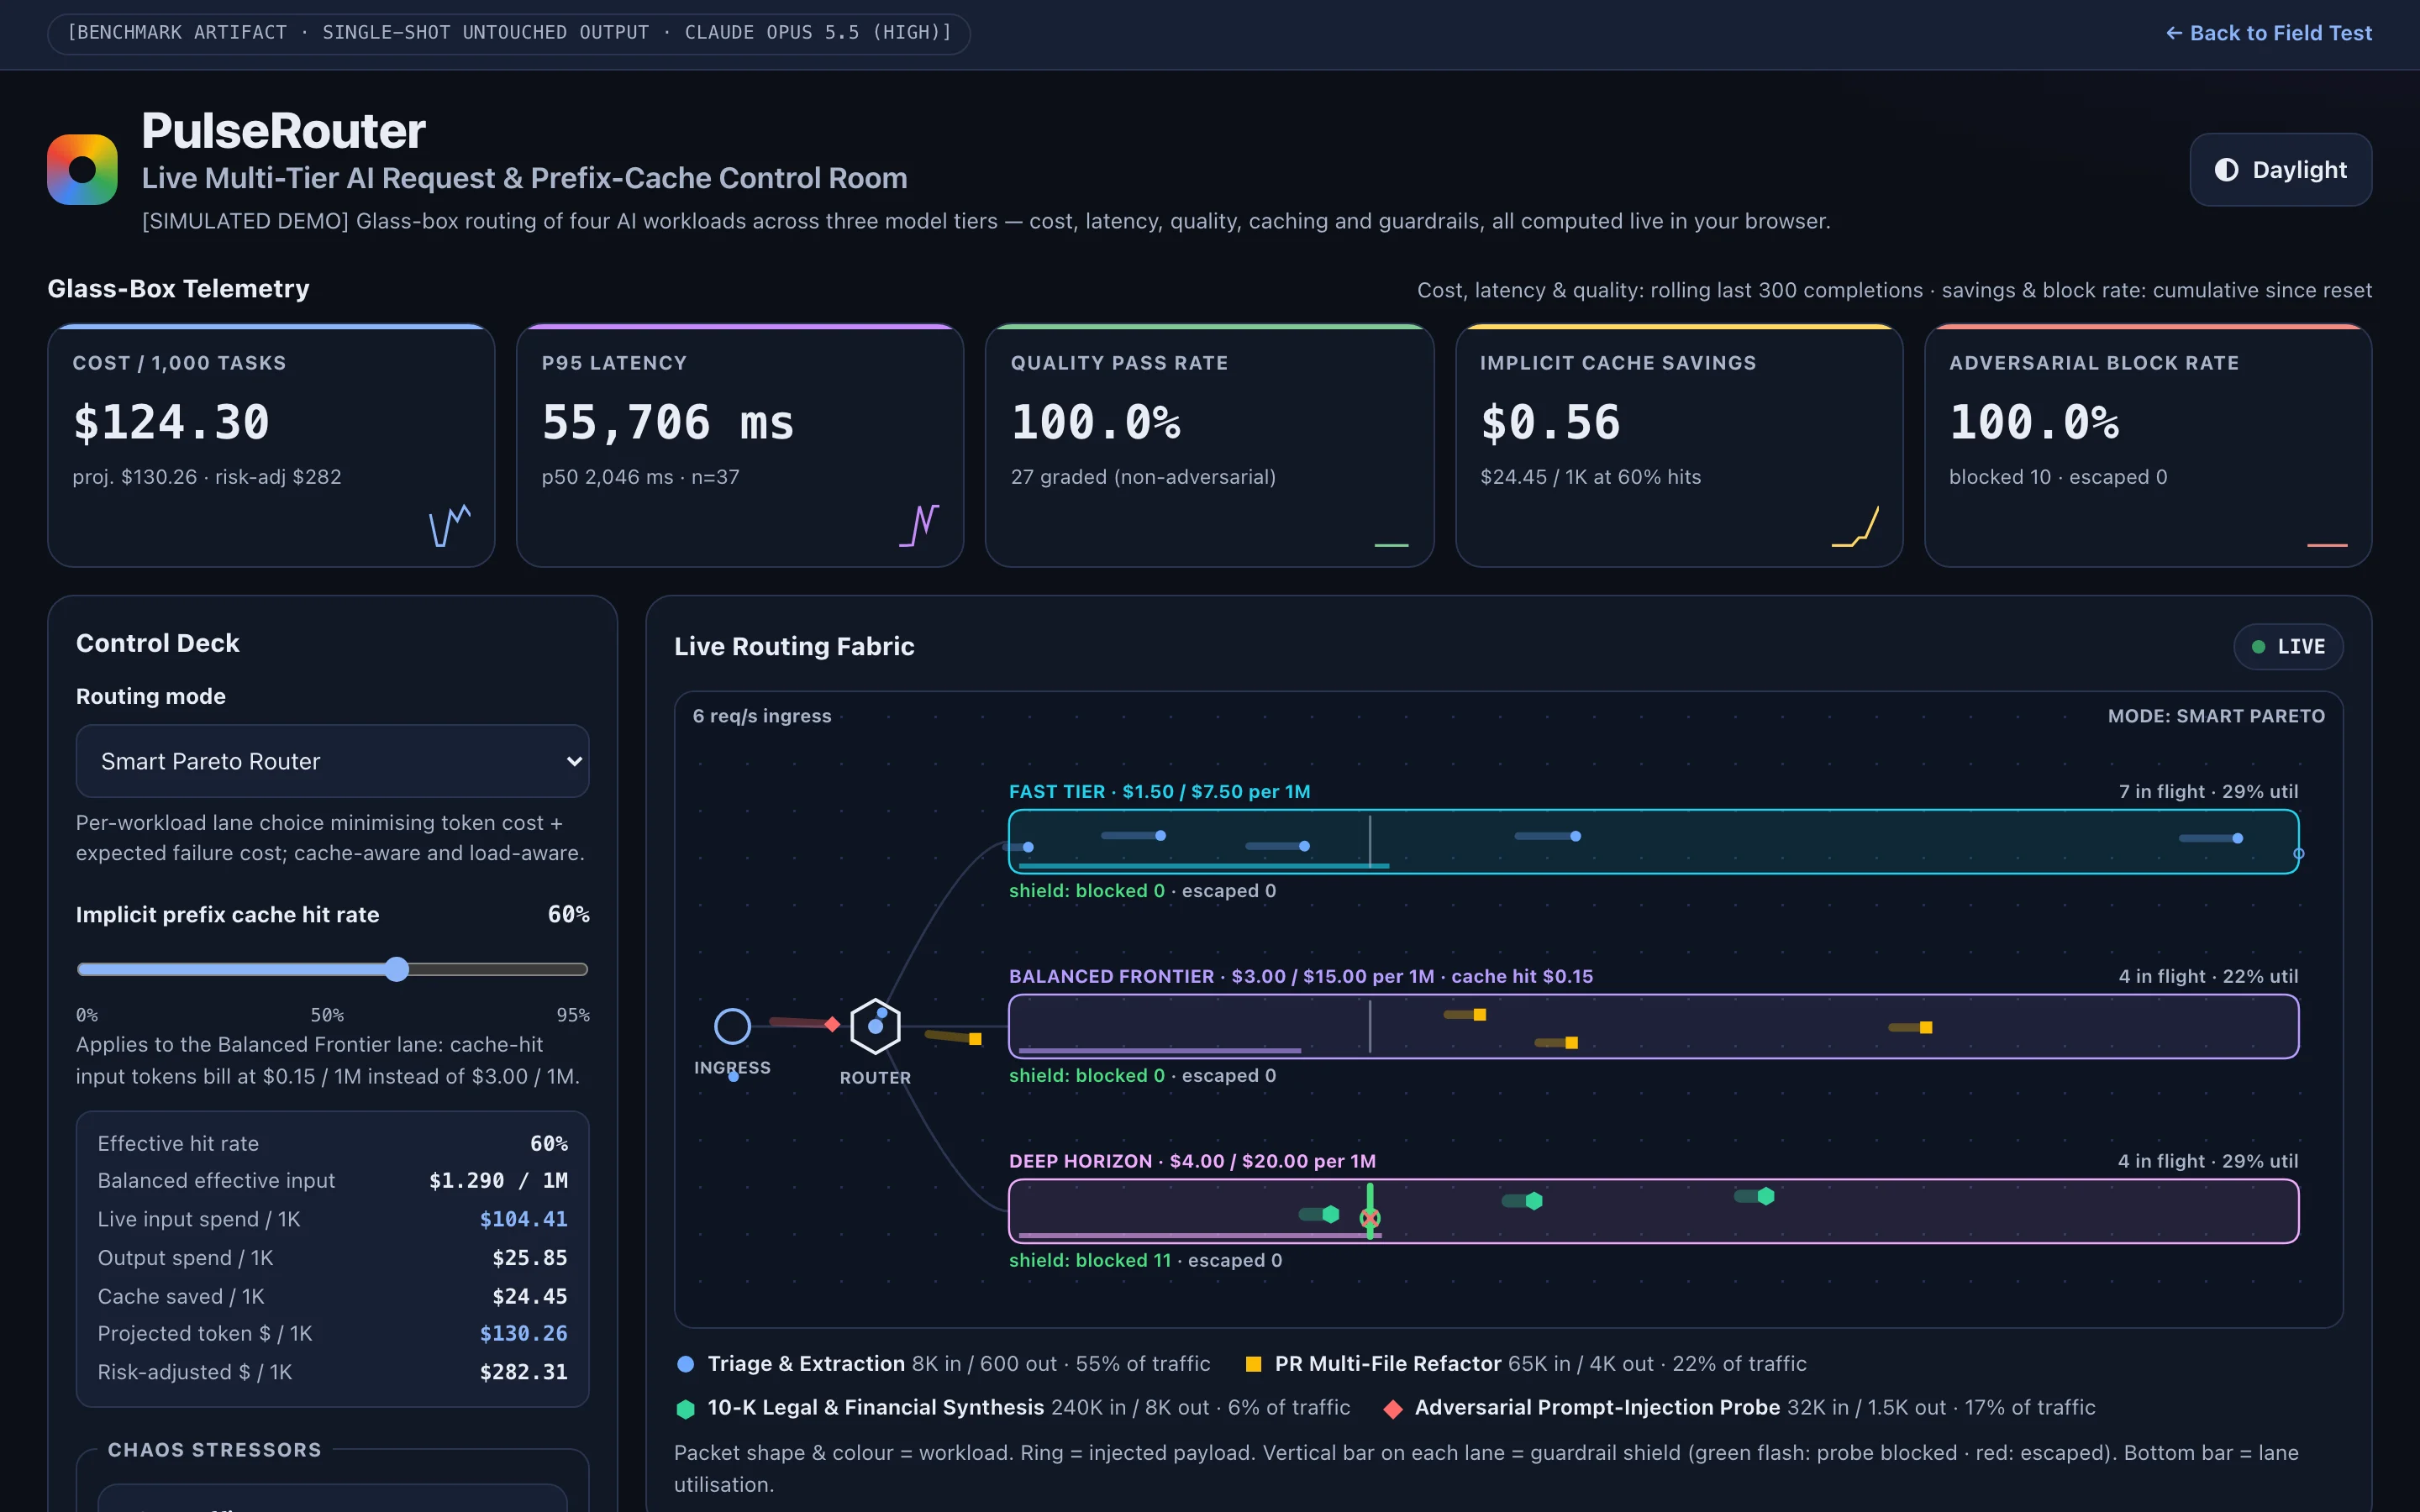 [BENCHMARK ARTIFACT · SINGLE-SHOT UNTOUCHED OUTPUT · CLAUDE OPUS 5.5 (HIGH)]
← Back to Field Test
PulseRouter
Live Multi-Tier AI Request & Prefix-Cache Control Room
[SIMULATED DEMO] Glass-box routing of four AI workloads across three model tiers — cost, latency, quality, caching and guardrails, all computed live in your browser.
Daylight
Glass-Box Telemetry
Cost, latency & quality: rolling last 300 completions · savings & block rate: cumulative since reset
COST / 1,000 TASKS
$124.30
proj. $130.26 · risk-adj $282
P95 LATENCY
55,706 ms
p50 2,046 ms · n=37
QUALITY PASS RATE
100.0%
27 graded (non-adversarial)
IMPLICIT CACHE SAVINGS
$0.56
$24.45 / 1K at 60% hits
ADVERSARIAL BLOCK RATE
100.0%
blocked 10 · escaped 0
Control Deck
Routing mode
Smart Pareto Router
Per-workload lane choice minimising token cost +
expected failure cost; cache-aware and load-aware.
Implicit prefix cache hit rate 60%
0% 50% 95%
Applies to the Balanced Frontier lane: cache-hit
input tokens bill at $0.15 / 1M instead of $3.00 / 1M.
Effective hit rate 60%
Balanced effective input $1.290 / 1M
Live input spend / 1K $104.41
Output spend / 1K $25.85
Cache saved / 1K $24.45
Projected token $ / 1K $130.26
Risk-adjusted $ / 1K $282.31
CHAOS STRESSORS
Live Routing Fabric
LIVE
6 req/s ingress
MODE: SMART PARETO
FAST TIER · $1.50 / $7.50 per 1M
7 in flight · 29% util
shield: blocked 0 · escaped 0
BALANCED FRONTIER · $3.00 / $15.00 per 1M · cache hit $0.15
4 in flight · 22% util
INGRESS
ROUTER
shield: blocked 0 · escaped 0
DEEP HORIZON · $4.00 / $20.00 per 1M
4 in flight · 29% util
shield: blocked 11 · escaped 0
Triage & Extraction 8K in / 600 out · 55% of traffic
PR Multi-File Refactor 65K in / 4K out · 22% of traffic
10-K Legal & Financial Synthesis 240K in / 8K out · 6% of traffic
Adversarial Prompt-Injection Probe 32K in / 1.5K out · 17% of traffic
Packet shape & colour = workload. Ring = injected payload. Vertical bar on each lane = guardrail shield (green flash: probe blocked · red: escaped). Bottom bar = lane
utilisation.